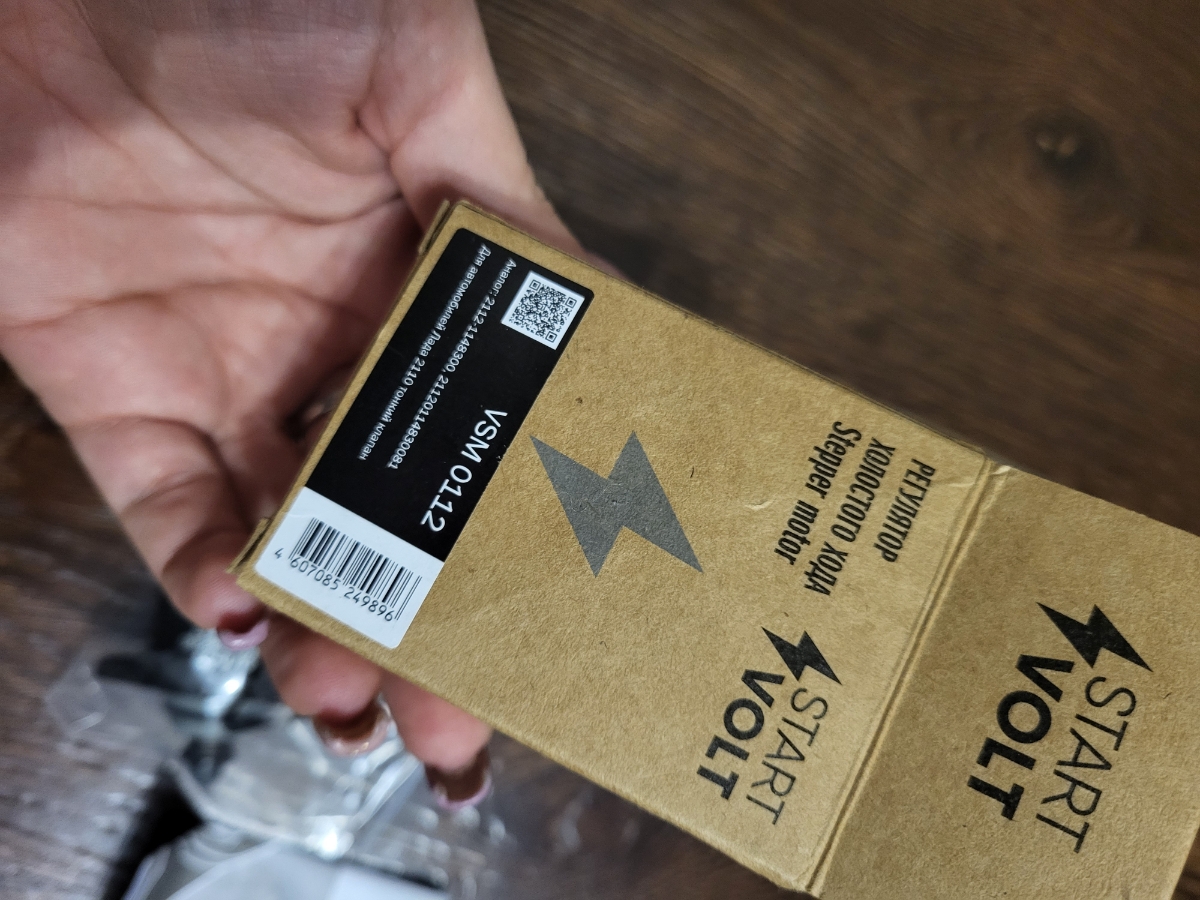 START
VOLT
START
VOLT
РЕГУЛЯТОР
ХОЛОСТОГО ХОДА
Stepper motor
VSM 0112
Аналог: 2112-1148300, 21120114830081
Для автомобилей Лада 2110 тонкий клапан
4 607085 249896